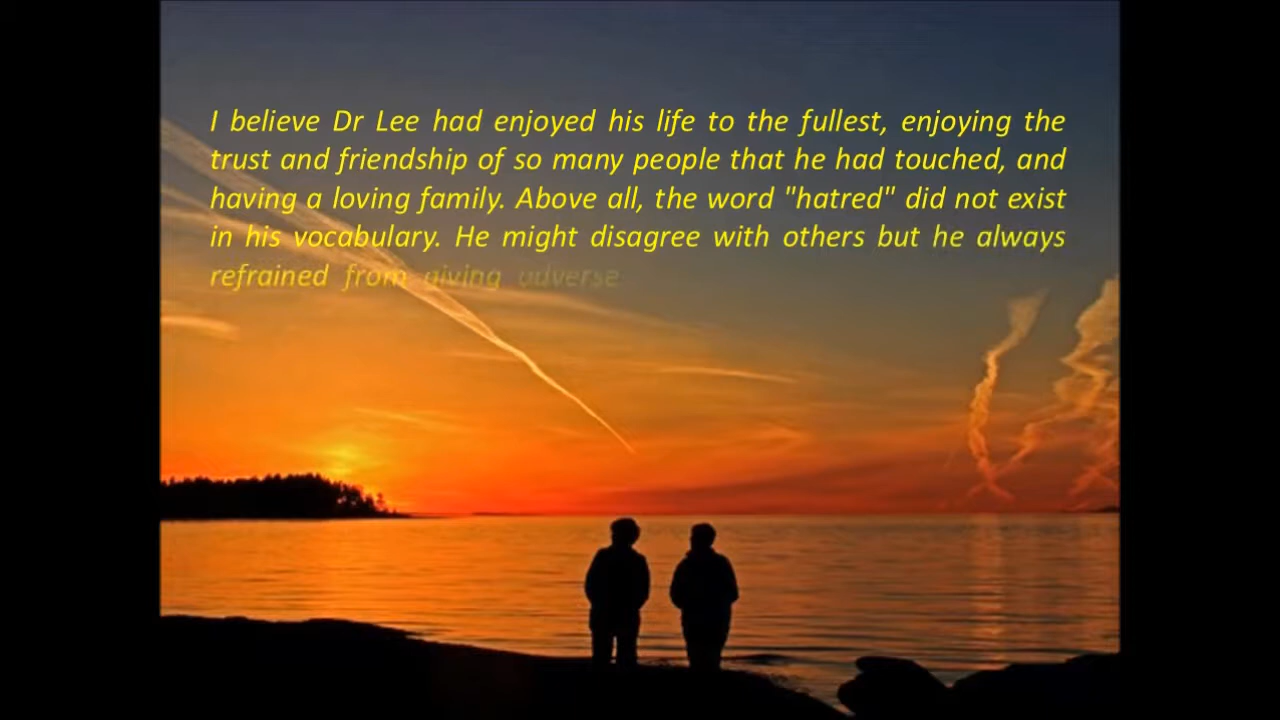 I believe Dr Lee had enjoyed his life to the fullest, enjoying the
trust and friendship of so many people that he had touched, and
having a loving family. Above all, the word "hatred" did not exist
in his vocabulary. He might disagree with others but he always
refrained from giving adverse